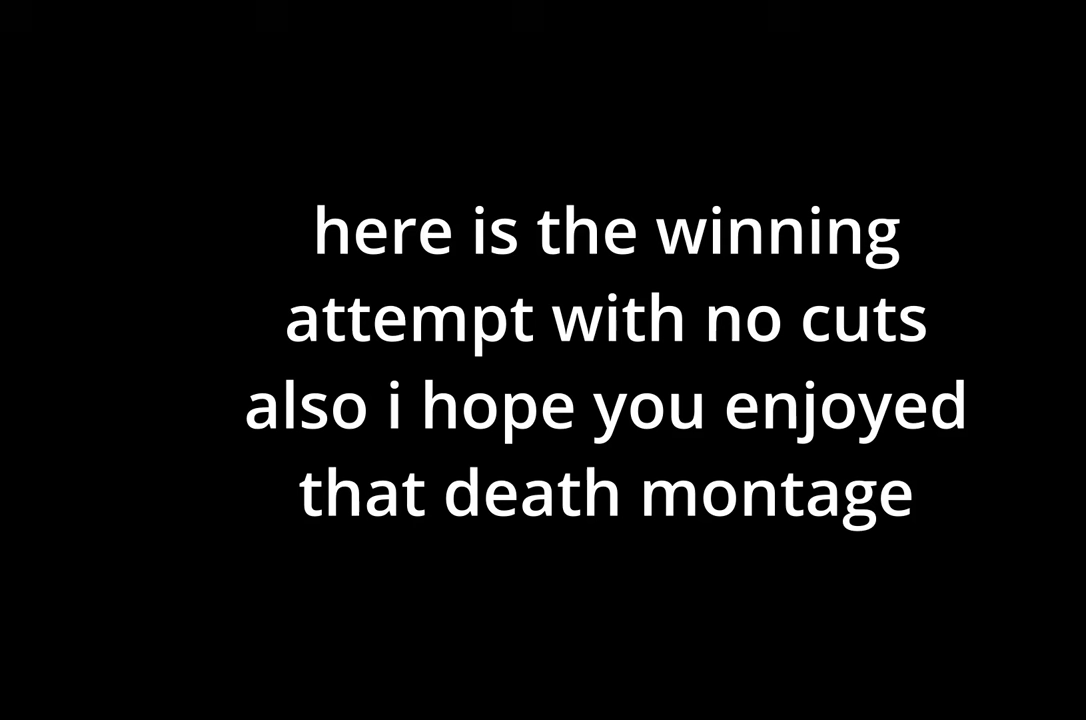 here is the winning
attempt with no cuts
also i hope you enjoyed
that death montage